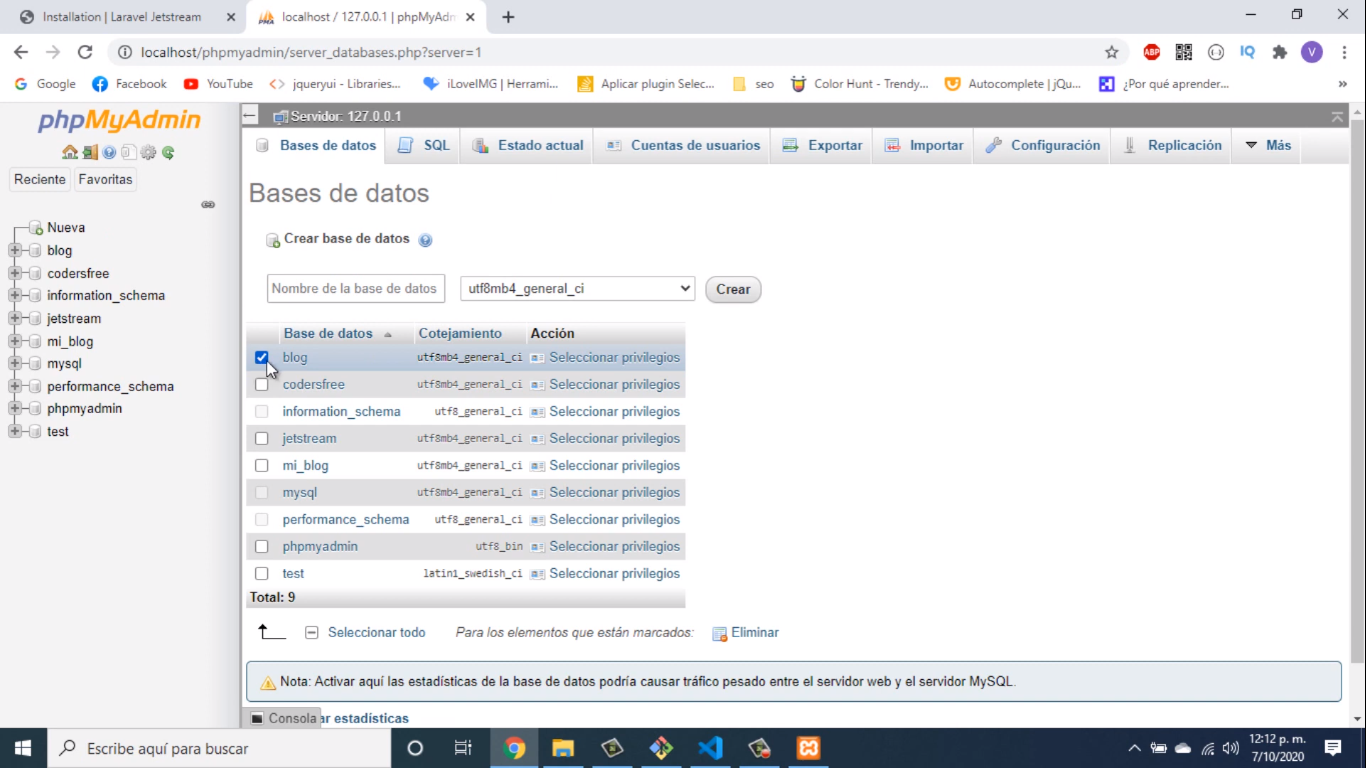 Installation | Laravel Jetstream
localhost / 127.0.0.1 | phpMyAdm
localhost/phpmyadmin/server_databases.php?server=1
ABP
IQ
V
Google
Facebook
YouTube
jqueryui - Libraries...
iLoveIMG | Herrami...
Aplicar plugin Selec...
seo
Color Hunt - Trendy...
Autocomplete | jQu...
¿Por qué aprender...
»
phpMyAdmin
Reciente
Favoritas
Nueva
blog
codersfree
information_schema
jetstream
mi_blog
mysql
performance_schema
phpmyadmin
test
Servidor: 127.0.0.1
Bases de datos
SQL
Estado actual
Cuentas de usuarios
Exportar
Importar
Configuración
Replicación
Más
Bases de datos
Crear base de datos
Nombre de la base de datos
utf8mb4_general_ci
Crear
Base de datos Cotejamiento Acción
blog utf8mb4_general_ci Seleccionar privilegios
codersfree utf8mb4_general_ci Seleccionar privilegios
information_schema utf8_general_ci Seleccionar privilegios
jetstream utf8mb4_general_ci Seleccionar privilegios
mi_blog utf8mb4_general_ci Seleccionar privilegios
mysql utf8mb4_general_ci Seleccionar privilegios
performance_schema utf8_general_ci Seleccionar privilegios
phpmyadmin utf8_bin Seleccionar privilegios
test latin1_swedish_ci Seleccionar privilegios
Total: 9
Seleccionar todo
Para los elementos que están marcados:
Eliminar
Nota: Activar aquí las estadísticas de la base de datos podría causar tráfico pesado entre el servidor web y el servidor MySQL.
Consola
ar estadísticas
Escribe aquí para buscar
12:12 p. m.
7/10/2020